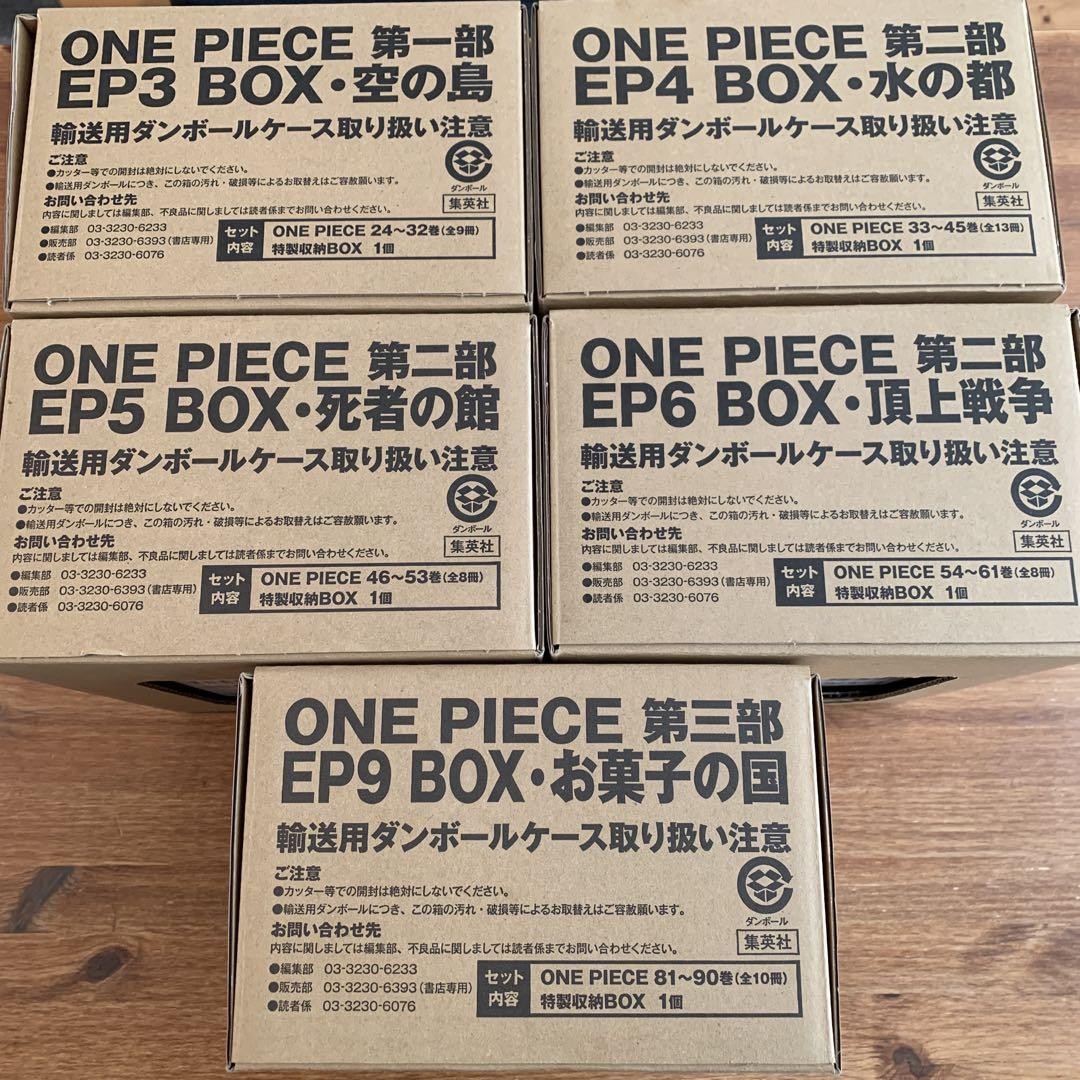 ONE PIECE 第一部
EP3 BOX・空の島
輸送用ダンボールケース取り扱い注意
ご注意
●カッター等での開封は絶対にしないでください。
●輸送用ダンボールにつき、この箱の汚れ・破損等によるお取替えはご容赦願います。
お問い合わせ先
内容に関しましては編集部、不良品に関しましては読者係までお問い合わせください。
●編集部 03-3230-6233
●販売部 03-3230-6393(書店専用)
●読者係 03-3230-6076
ダンボール
集英社
セット内容
ONE PIECE 24〜32巻(全9冊)
特製収納BOX 1個
ONE PIECE 第二部
EP4 BOX・水の都
輸送用ダンボールケース取り扱い注意
ご注意
●カッター等での開封は絶対にしないでください。
●輸送用ダンボールにつき、この箱の汚れ・破損等によるお取替えはご容赦願います。
お問い合わせ先
内容に関しましては編集部、不良品に関しましては読者係までお問い合わせください。
●編集部 03-3230-6233
●販売部 03-3230-6393(書店専用)
●読者係 03-3230-6076
ダンボール
集英社
セット内容
ONE PIECE 33〜45巻(全13冊)
特製収納BOX 1個
ONE PIECE 第二部
EP5 BOX・死者の館
輸送用ダンボールケース取り扱い注意
ご注意
●カッター等での開封は絶対にしないでください。
●輸送用ダンボールにつき、この箱の汚れ・破損等によるお取替えはご容赦願います。
お問い合わせ先
内容に関しましては編集部、不良品に関しましては読者係までお問い合わせください。
●編集部 03-3230-6233
●販売部 03-3230-6393(書店専用)
●読者係 03-3230-6076
ダンボール
集英社
セット内容
ONE PIECE 46〜53巻(全8冊)
特製収納BOX 1個
ONE PIECE 第二部
EP6 BOX・頂上戦争
輸送用ダンボールケース取り扱い注意
ご注意
●カッター等での開封は絶対にしないでください。
●輸送用ダンボールにつき、この箱の汚れ・破損等によるお取替えはご容赦願います。
お問い合わせ先
内容に関しましては編集部、不良品に関しましては読者係までお問い合わせください。
●編集部 03-3230-6233
●販売部 03-3230-6393(書店専用)
●読者係 03-3230-6076
ダンボール
集英社
セット内容
ONE PIECE 54〜61巻(全8冊)
特製収納BOX 1個
ONE PIECE 第三部
EP9 BOX・お菓子の国
輸送用ダンボールケース取り扱い注意
ご注意
●カッター等での開封は絶対にしないでください。
●輸送用ダンボールにつき、この箱の汚れ・破損等によるお取替えはご容赦願います。
お問い合わせ先
内容に関しましては編集部、不良品に関しましては読者係までお問い合わせください。
●編集部 03-3230-6233
●販売部 03-3230-6393(書店専用)
●読者係 03-3230-6076
ダンボール
集英社
セット内容
ONE PIECE 81〜90巻(全10冊)
特製収納BOX 1個